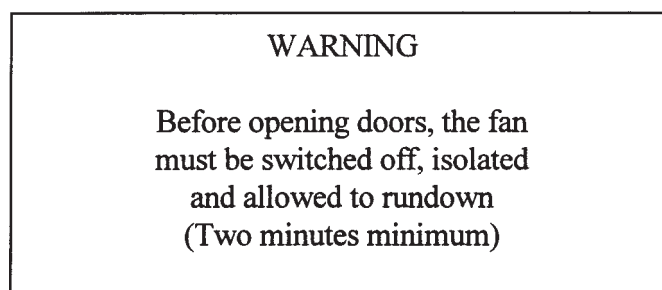 WARNING
Before opening doors, the fan
must be switched off, isolated
and allowed to rundown
(Two minutes minimum)